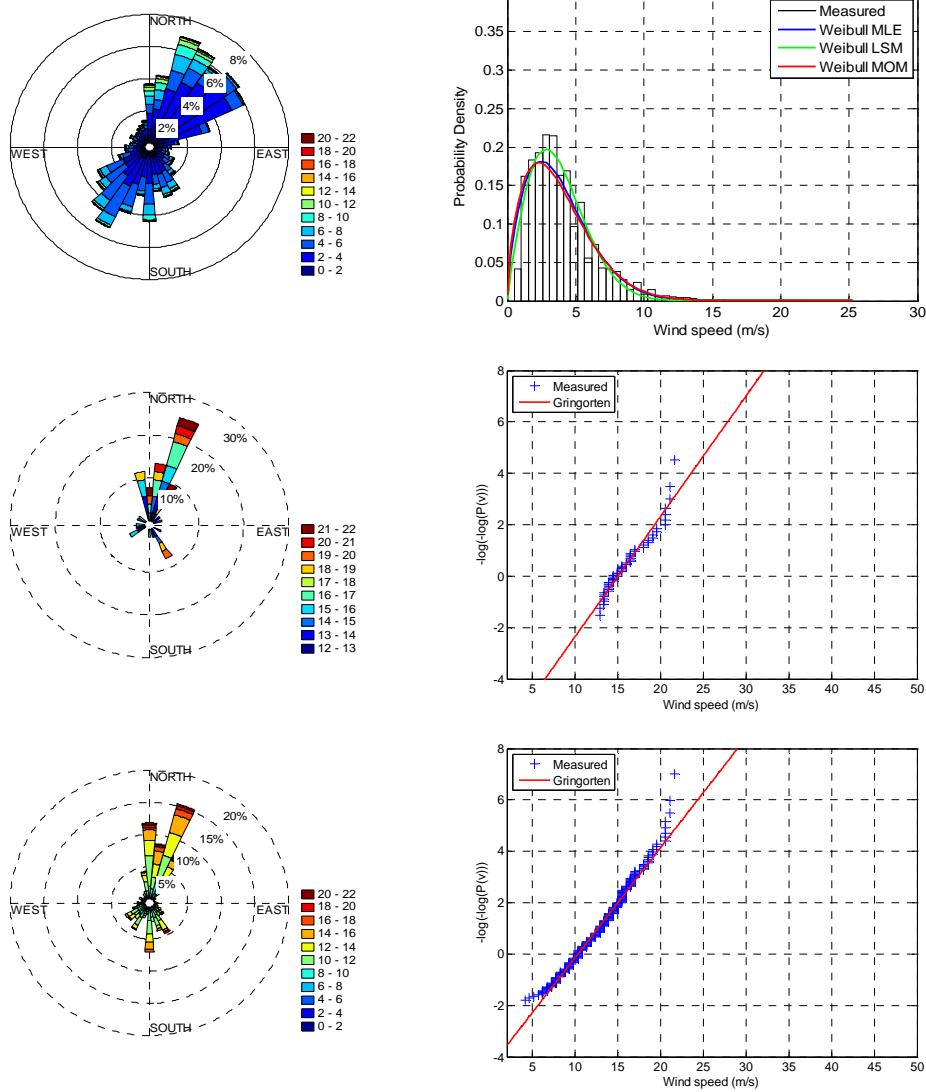 NORTH
8%
6%
4%
2%
WEST
EAST
SOUTH
20 - 22
18 - 20
16 - 18
14 - 16
12 - 14
10 - 12
8 - 10
6 - 8
4 - 6
2 - 4
0 - 2
Measured
Weibull MLE
Weibull LSM
Weibull MOM
Probability Density
0.35
0.3
0.25
0.2
0.15
0.1
0.05
0
0 5 10 15 20 25 30
Wind speed (m/s)
NORTH
30%
20%
10%
WEST
EAST
SOUTH
21 - 22
20 - 21
19 - 20
18 - 19
17 - 18
16 - 17
15 - 16
14 - 15
13 - 14
12 - 13
Measured
Gringorten
-log(-log(P(v)))
8
6
4
2
0
-2
-4
5 10 15 20 25 30 35 40 45 50
Wind speed (m/s)
NORTH
20%
15%
10%
5%
WEST
EAST
SOUTH
20 - 22
18 - 20
16 - 18
14 - 16
12 - 14
10 - 12
8 - 10
6 - 8
4 - 6
2 - 4
0 - 2
Measured
Gringorten
-log(-log(P(v)))
8
6
4
2
0
-2
-4
5 10 15 20 25 30 35 40 45 50
Wind speed (m/s)